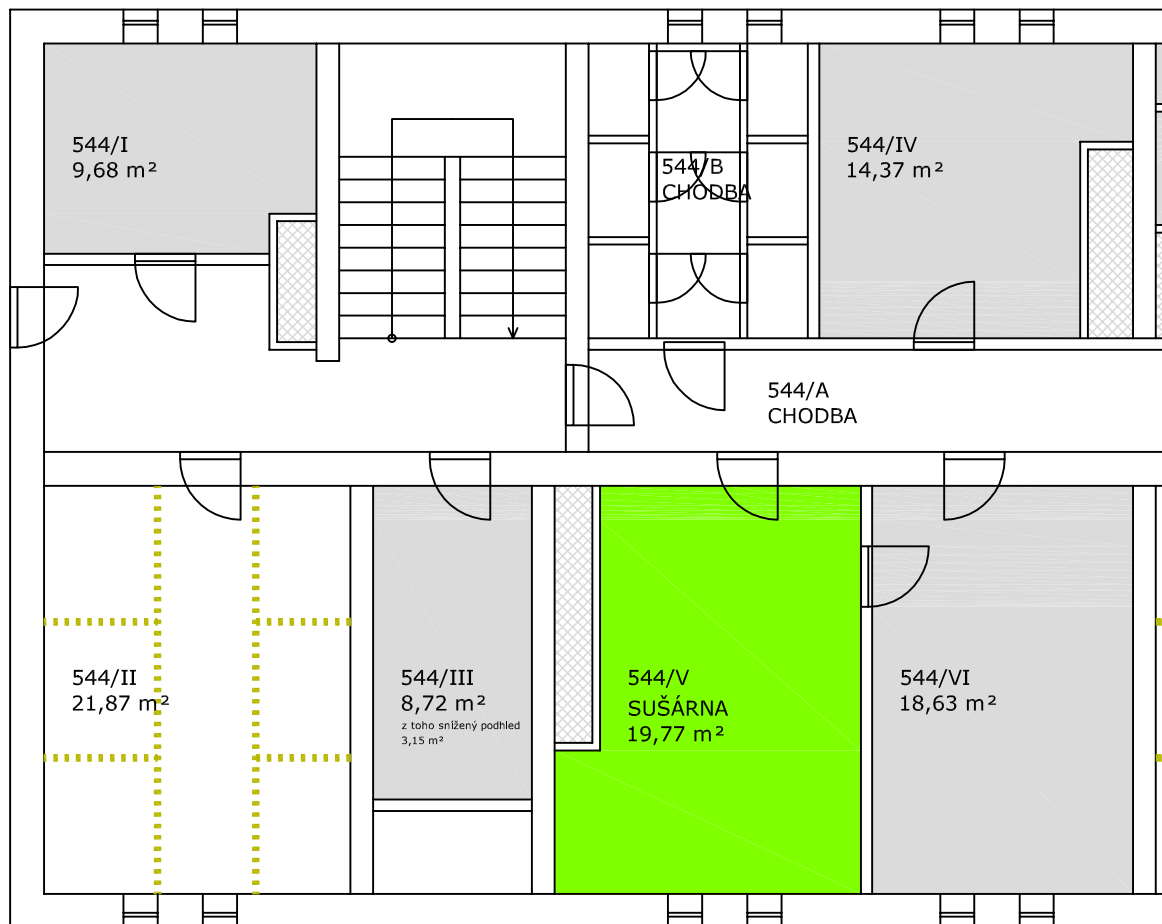 544/I
9,68 m²
544/B
CHODBA
544/IV
14,37 m²
544/A
CHODBA
544/II
21,87 m²
544/III
8,72 m²
z toho snížený podhled
3,15 m²
544/V
SUŠÁRNA
19,77 m²
544/VI
18,63 m²